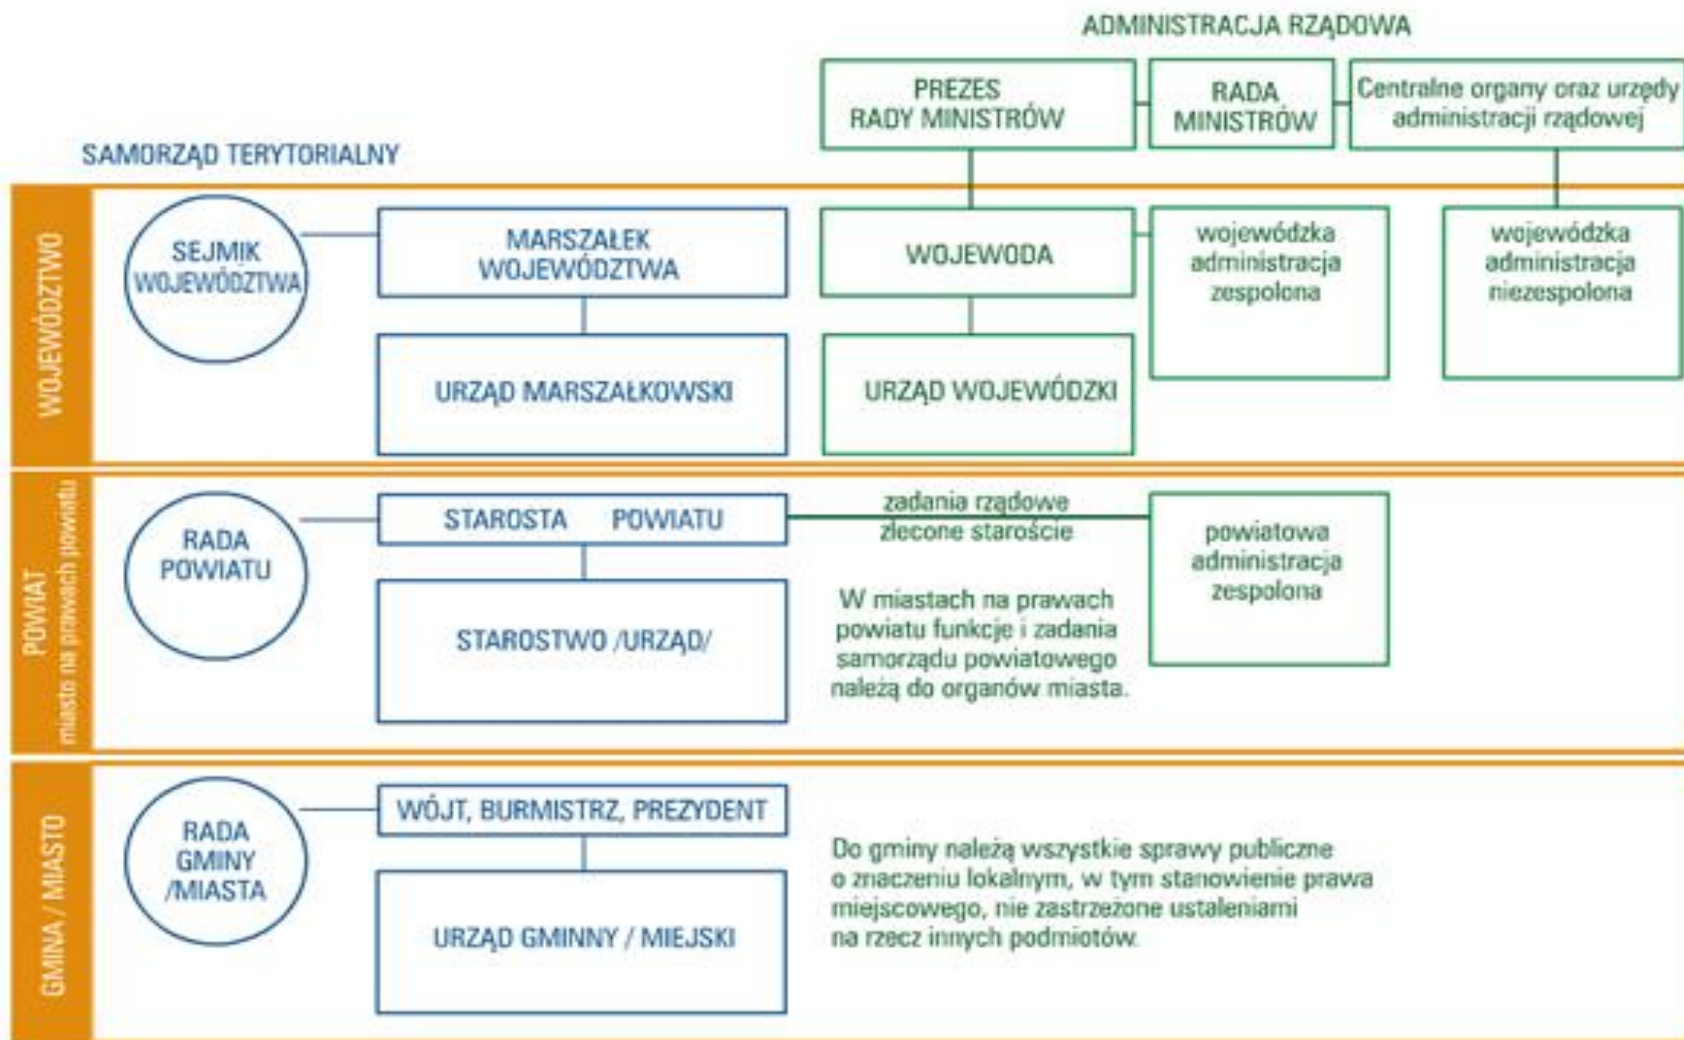 ADMINISTRACJA RZĄDOWA
PREZES
RADY MINISTRÓW
RADA
MINISTRÓW
Centralne organy oraz urzędy
administracji rządowej
SAMORZĄD TERYTORIALNY
WOJEWÓDZTWO
SEJMIK
WOJEWÓDZTWA
MARSZAŁEK
WOJEWÓDZTWA
URZĄD MARSZAŁKOWSKI
WOJEWODA
URZĄD WOJEWÓDZKI
wojewódzka
administracja
zespolona
wojewódzka
administracja
niezespolona
POWIAT
miasto na prawach powiatu
RADA
POWIATU
STAROSTA POWIATU
STAROSTWO /URZĄD/
zadania rządowe
zlecone staroście
W miastach na prawach
powiatu funkcje i zadania
samorządu powiatowego
należą do organów miasta.
powiatowa
administracja
zespolona
GMINA / MIASTO
RADA
GMINY
/MIASTA
WÓJT, BURMISTRZ, PREZYDENT
URZĄD GMINNY / MIEJSKI
Do gminy należą wszystkie sprawy publiczne
o znaczeniu lokalnym, w tym stanowienie prawa
miejscowego, nie zastrzeżone ustaleniami
na rzecz innych podmiotów.